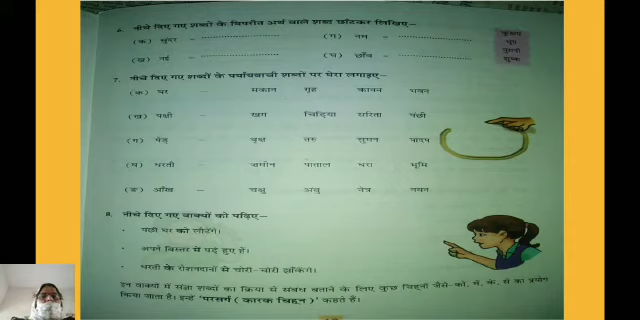 6. नीचे दिए गए शब्दों के विपरीत अर्थ वाले शब्द छाँटकर लिखिए-
(क) सुंदर - (ग) नम -
(ख) नई - (घ) छाँव -
कुरूप
धूप
पुरानी
शुष्क
7. नीचे दिए गए शब्दों के पर्यायवाची शब्दों पर घेरा लगाइए-
(क) घर - मकान गृह कानन भवन
(ख) पक्षी - खग चिड़िया सरिता पंछी
(ग) पेड़ - वृक्ष तरु सुमन पादप
(घ) धरती - ज़मीन पाताल धरा भूमि
(ङ) आँख - चक्षु अंबु नेत्र नयन
8. नीचे दिए गए वाक्यों को पढ़िए-
• पंछी घर को लौटेंगे।
• अपने बिस्तर में पड़े हुए हैं।
• धरती के रोशनदानों से चोरी-चोरी झाँकेंगे।
इन वाक्यों में संज्ञा शब्दों का क्रिया से संबंध बताने के लिए कुछ चिह्नों जैसे-को, में, के, से का प्रयोग
किया जाता है। इन्हें 'परसर्ग (कारक चिह्न)' कहते हैं।